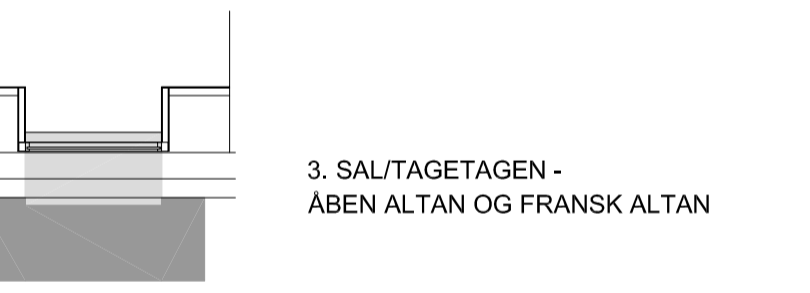 3. SAL/TAGETAGEN -
ÅBEN ALTAN OG FRANSK ALTAN